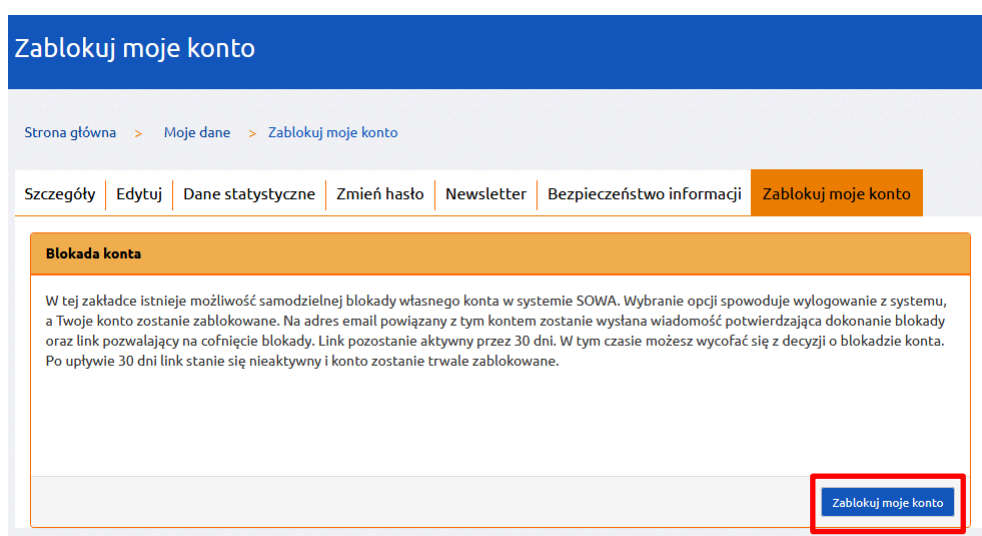 Zablokuj moje konto
Strona główna > Moje dane > Zablokuj moje konto
Szczegóły Edytuj Dane statystyczne Zmień hasło Newsletter Bezpieczeństwo informacji Zablokuj moje konto
Blokada konta
W tej zakładce istnieje możliwość samodzielnej blokady własnego konta w systemie SOWA. Wybranie opcji spowoduje wylogowanie z systemu,
a Twoje konto zostanie zablokowane. Na adres email powiązany z tym kontem zostanie wysłana wiadomość potwierdzająca dokonanie blokady
oraz link pozwalający na cofnięcie blokady. Link pozostanie aktywny przez 30 dni. W tym czasie możesz wycofać się z decyzji o blokadzie konta.
Po upływie 30 dni link stanie się nieaktywny i konto zostanie trwale zablokowane.
Zablokuj moje konto